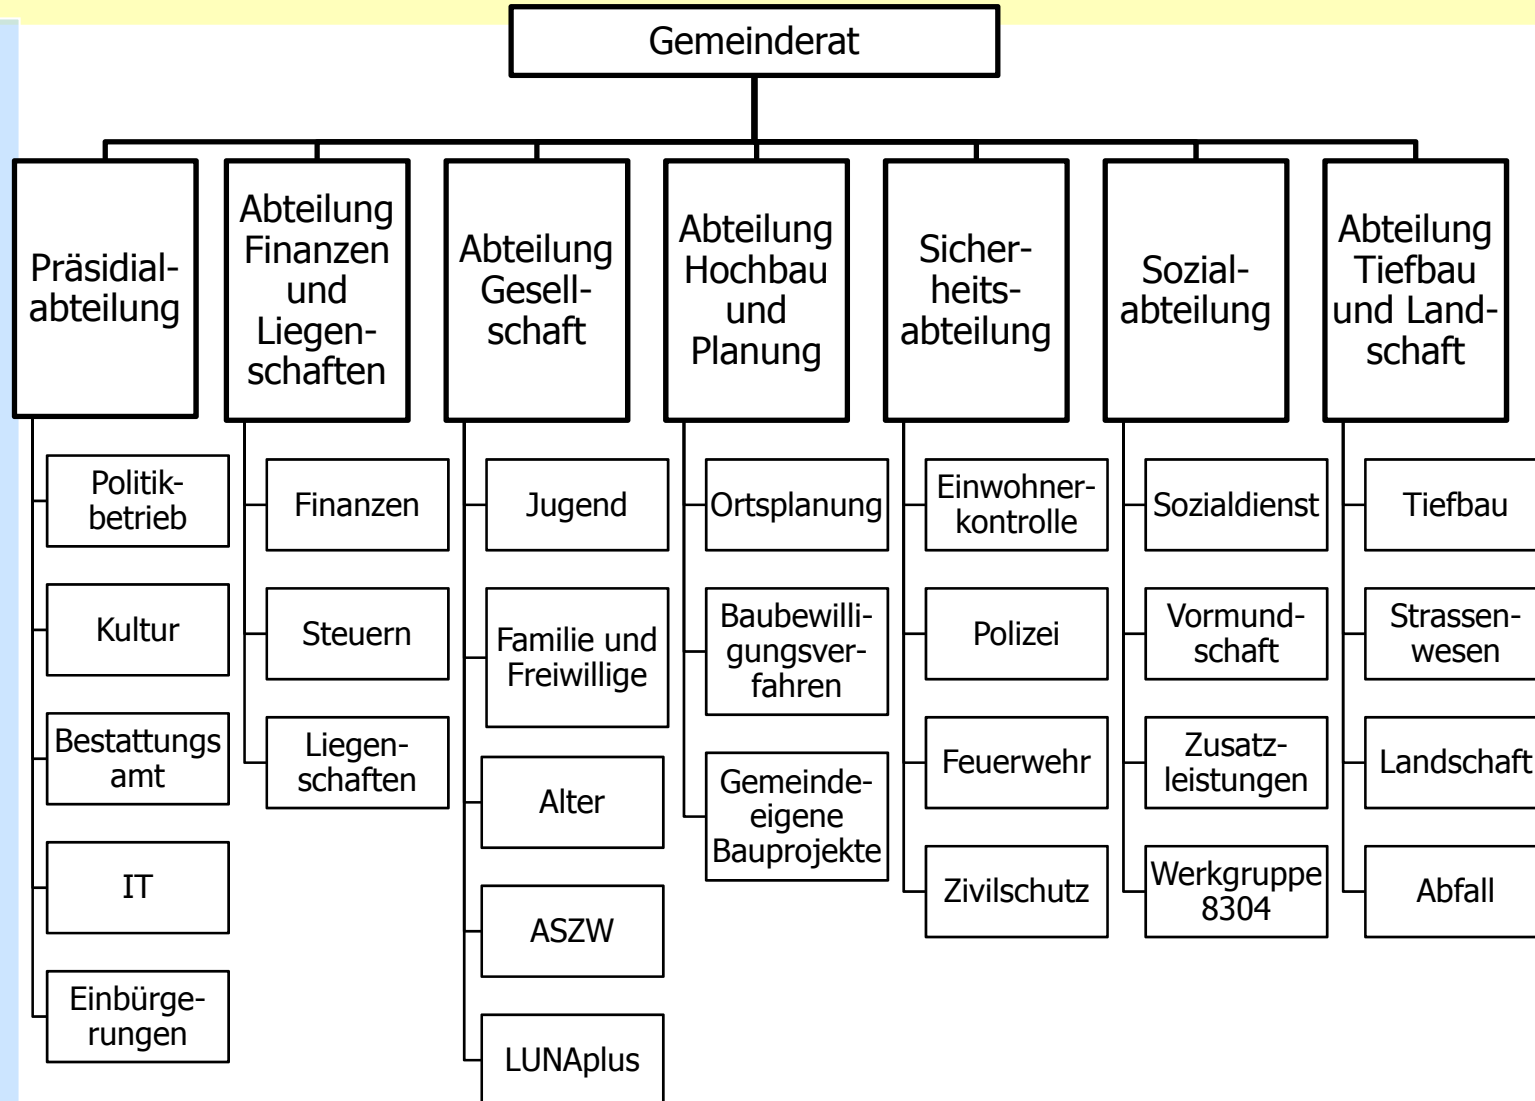 Gemeinderat
Präsidial-
abteilung
Politik-
betrieb
Kultur
Bestattungs
amt
IT
Einbürge-
rungen
Abteilung
Finanzen
und
Liegen-
schaften
Finanzen
Steuern
Liegen-
schaften
Abteilung
Gesell-
schaft
Jugend
Familie und
Freiwillige
Alter
ASZW
LUNAplus
Abteilung
Hochbau
und
Planung
Ortsplanung
Baubewilli-
gungsver-
fahren
Gemeinde-
eigene
Bauprojekte
Sicher-
heits-
abteilung
Einwohner-
kontrolle
Polizei
Feuerwehr
Zivilschutz
Sozial-
abteilung
Sozialdienst
Vormund-
schaft
Zusatz-
leistungen
Werkgruppe
8304
Abteilung
Tiefbau
und Land-
schaft
Tiefbau
Strassen-
wesen
Landschaft
Abfall